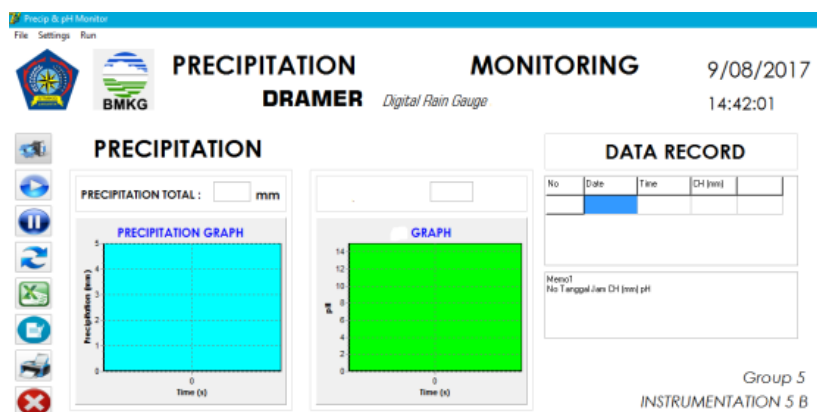 Precip & pH Monitor
File Settings Run
PRECIPITATION MONITORING
DRAMER Digital Rain Gauge
9/08/2017
14:42:01
BMKG
PRECIPITATION
PRECIPITATION TOTAL : mm
PRECIPITATION GRAPH
Precipitation (mm)
5
4
3
2
1
0
0
Time (s)
GRAPH
pH
14
12
10
8
6
4
2
0
0
Time (s)
DATA RECORD
No Date Time CH (mm)
Memo1
No Tanggal Jam CH (mm) pH
Group 5
INSTRUMENTATION 5 B